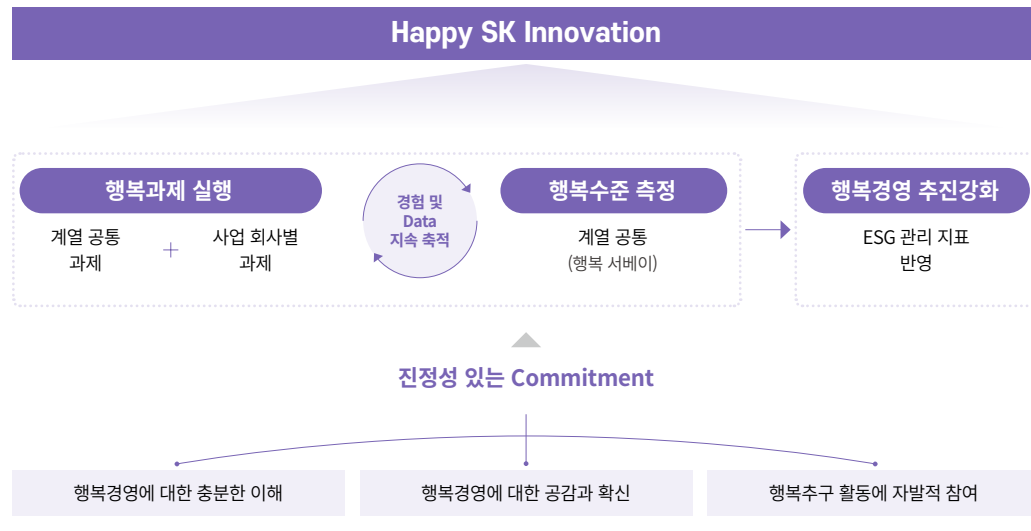 Happy SK Innovation
행복과제 실행
계열 공통
과제
+
사업 회사별
과제
경험 및
Data
지속 축적
행복수준 측정
계열 공통
(행복 서베이)
행복경영 추진강화
ESG 관리 지표
반영
진정성 있는 Commitment
행복경영에 대한 충분한 이해
행복경영에 대한 공감과 확신
행복추구 활동에 자발적 참여